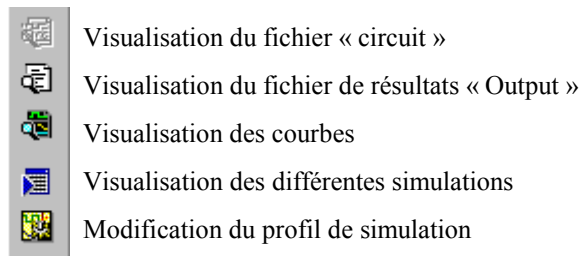 Visualisation du fichier « circuit »
Visualisation du fichier de résultats « Output »
Visualisation des courbes
Visualisation des différentes simulations
Modification du profil de simulation